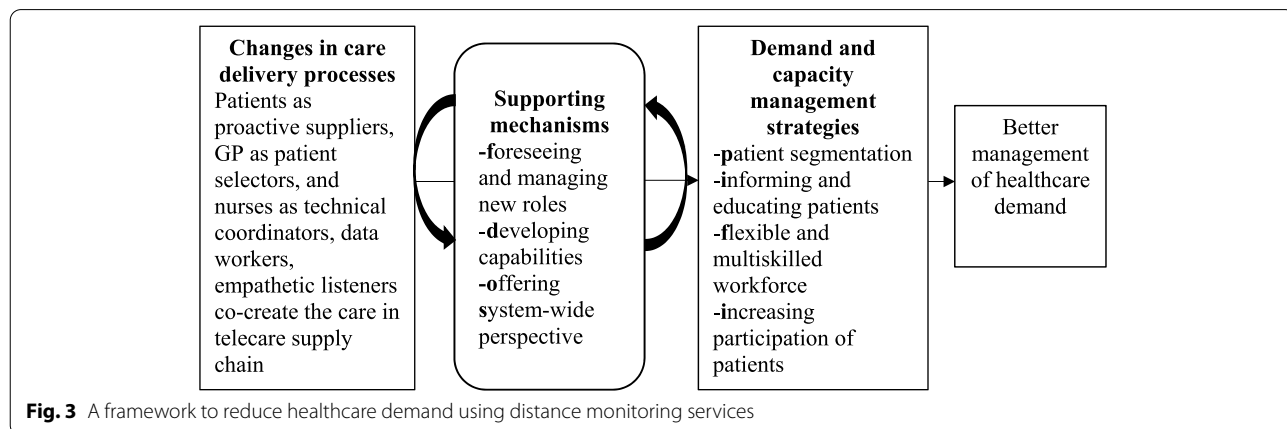 Changes in care
delivery processes
Patients as
proactive suppliers,
GP as patient
selectors, and
nurses as technical
coordinators, data
workers,
empathetic listeners
co-create the care in
telecare supply
chain
Supporting
mechanisms
-foreseeing
and managing
new roles
-developing
capabilities
-offering
system-wide
perspective
Demand and
capacity
management
strategies
-patient segmentation
-informing and
educating patients
-flexible and
multiskilled
workforce
-increasing
participation of
patients
Better
management
of healthcare
demand
Fig. 3 A framework to reduce healthcare demand using distance monitoring services